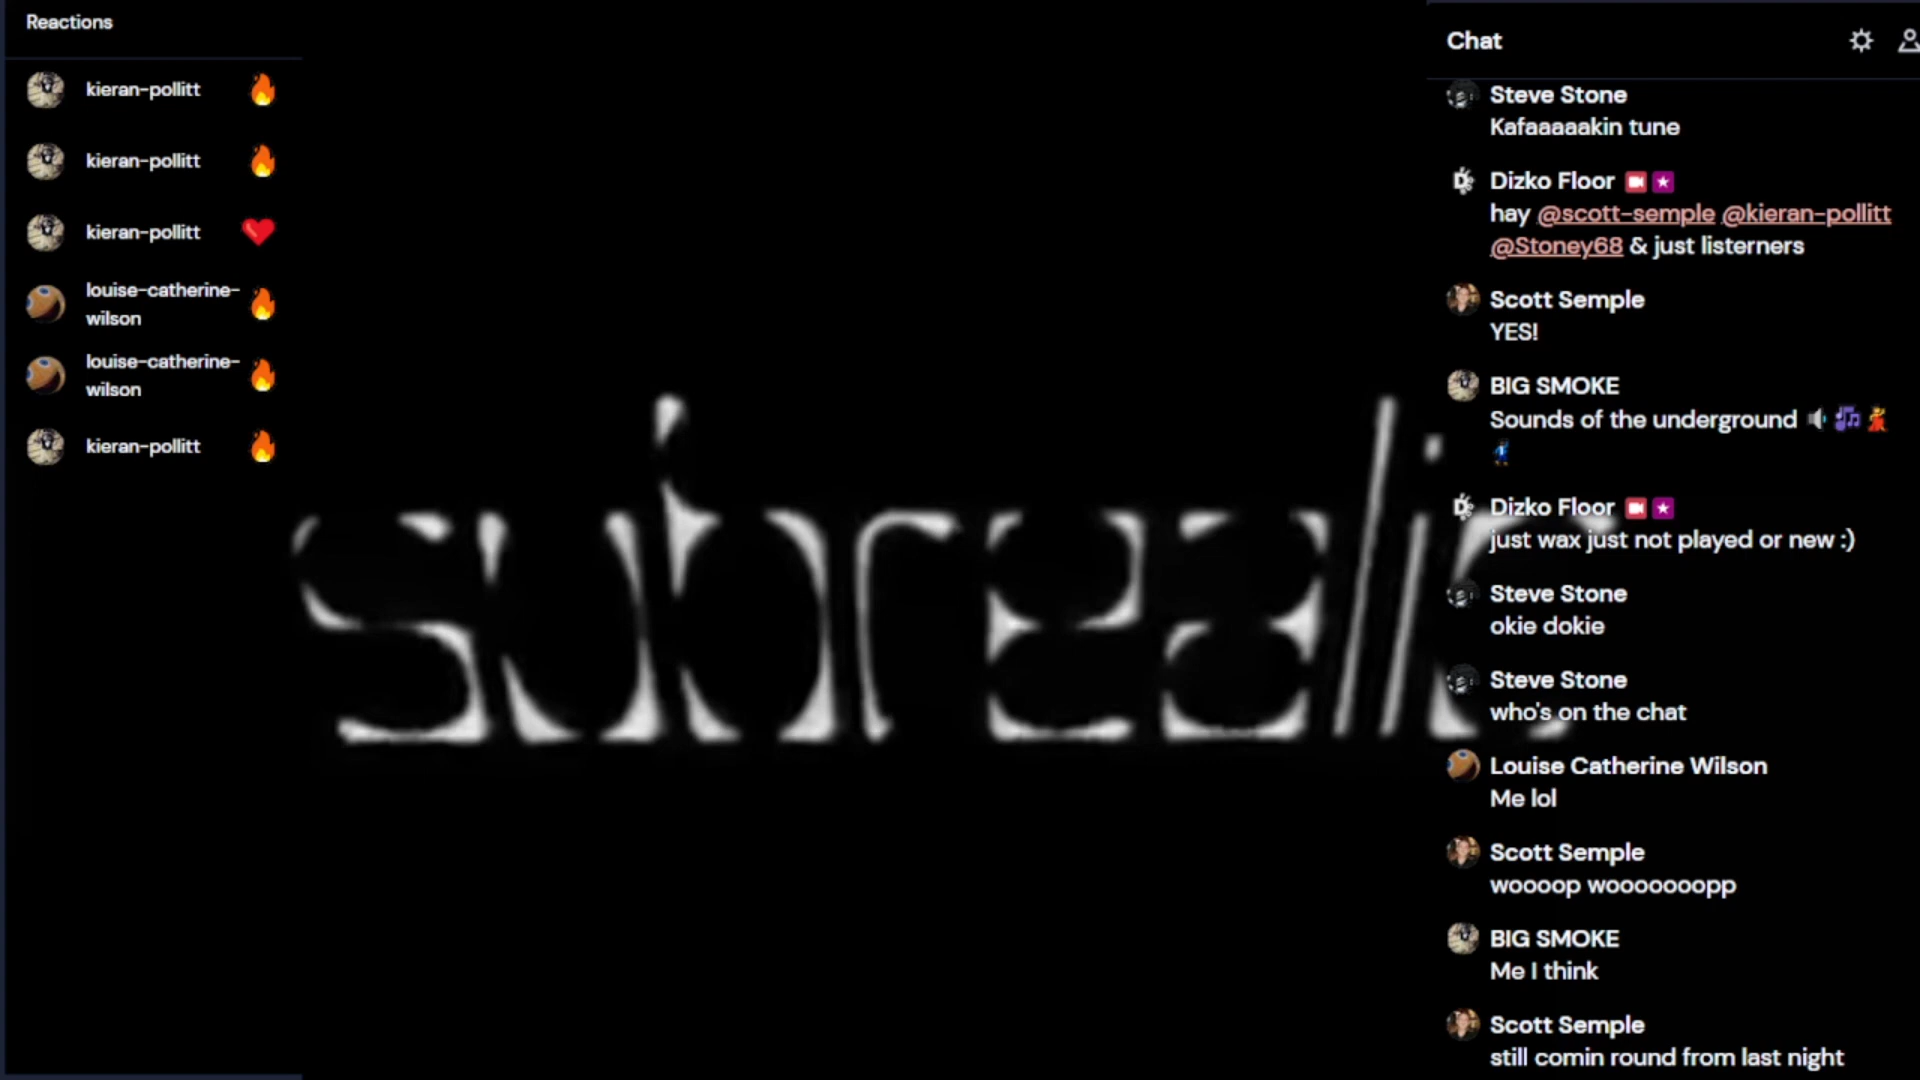 Reactions
kieran-pollitt
kieran-pollitt
kieran-pollitt
louise-catherine-
wilson
louise-catherine-
wilson
kieran-pollitt
subrealic
Chat
Steve Stone
Kafaaaaakin tune
Dizko Floor
hay @scott-semple @kieran-pollitt
@Stoney68 & just listerners
Scott Semple
YES!
BIG SMOKE
Sounds of the underground 🔈🎶💃
🕺
Dizko Floor
just wax just not played or new :)
Steve Stone
okie dokie
Steve Stone
who's on the chat
Louise Catherine Wilson
Me lol
Scott Semple
woooop wooooooopp
BIG SMOKE
Me I think
Scott Semple
still comin round from last night